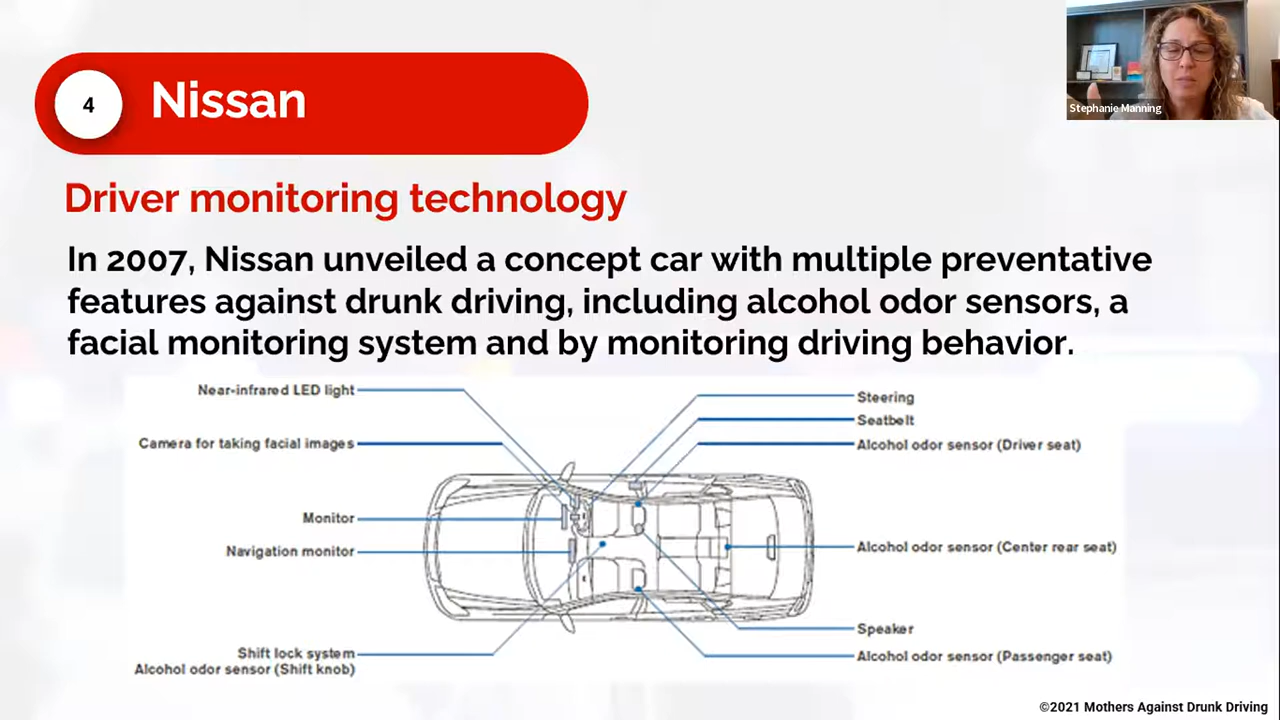 4
Nissan
Stephanie Manning
Driver monitoring technology
In 2007, Nissan unveiled a concept car with multiple preventative
features against drunk driving, including alcohol odor sensors, a
facial monitoring system and by monitoring driving behavior.
Near-infrared LED light
Camera for taking facial images
Monitor
Navigation monitor
Shift lock system
Alcohol odor sensor (Shift knob)
Steering
Seatbelt
Alcohol odor sensor (Driver seat)
Alcohol odor sensor (Center rear seat)
Speaker
Alcohol odor sensor (Passenger seat)
©2021 Mothers Against Drunk Driving